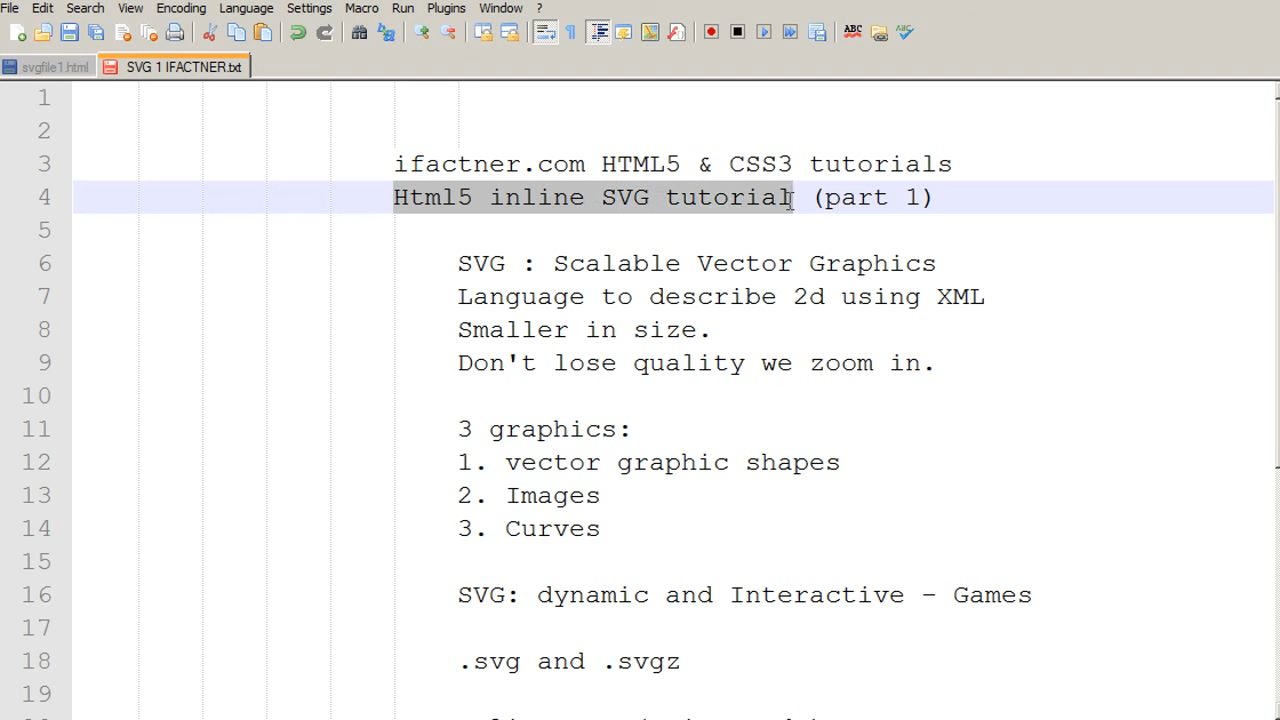 File Edit Search View Encoding Language Settings Macro Run Plugins Window ?
svgfile1.html SVG 1 IFACTNER.txt
1
2
3 ifactner.com HTML5 & CSS3 tutorials
4 Html5 inline SVG tutorial (part 1)
5
6 SVG : Scalable Vector Graphics
7 Language to describe 2d using XML
8 Smaller in size.
9 Don't lose quality we zoom in.
10
11 3 graphics:
12 1. vector graphic shapes
13 2. Images
14 3. Curves
15
16 SVG: dynamic and Interactive - Games
17
18 .svg and .svgz
19